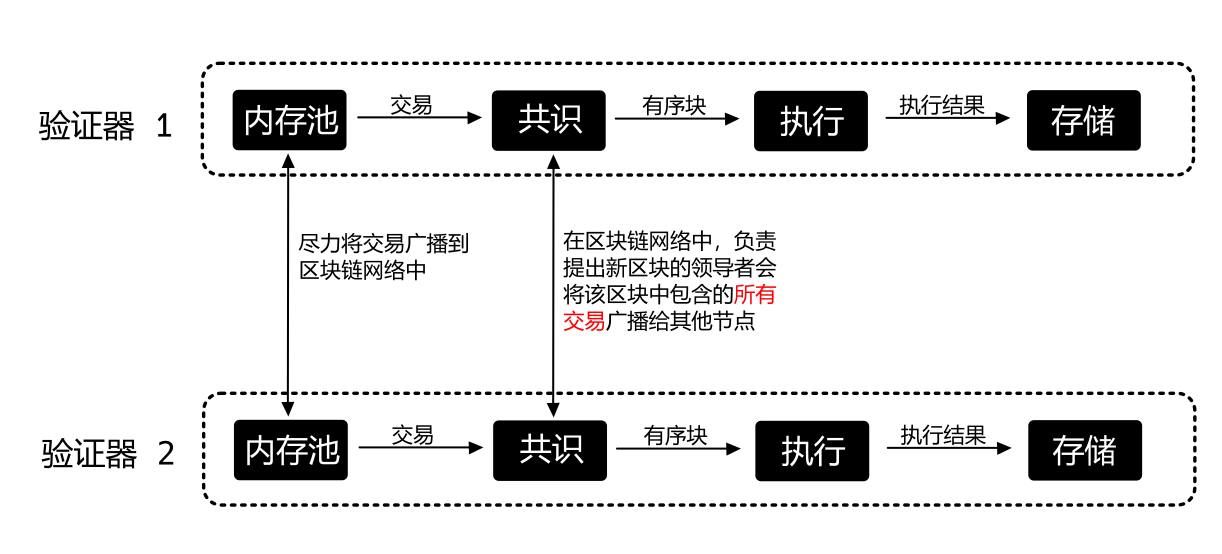 验证器 1
内存池
交易
共识
有序块
执行
执行结果
存储
尽力将交易广播到
区块链网络中
在区块链网络中，负责
提出新区块的领导者会
将该区块中包含的所有
交易广播给其他节点
验证器 2
内存池
交易
共识
有序块
执行
执行结果
存储